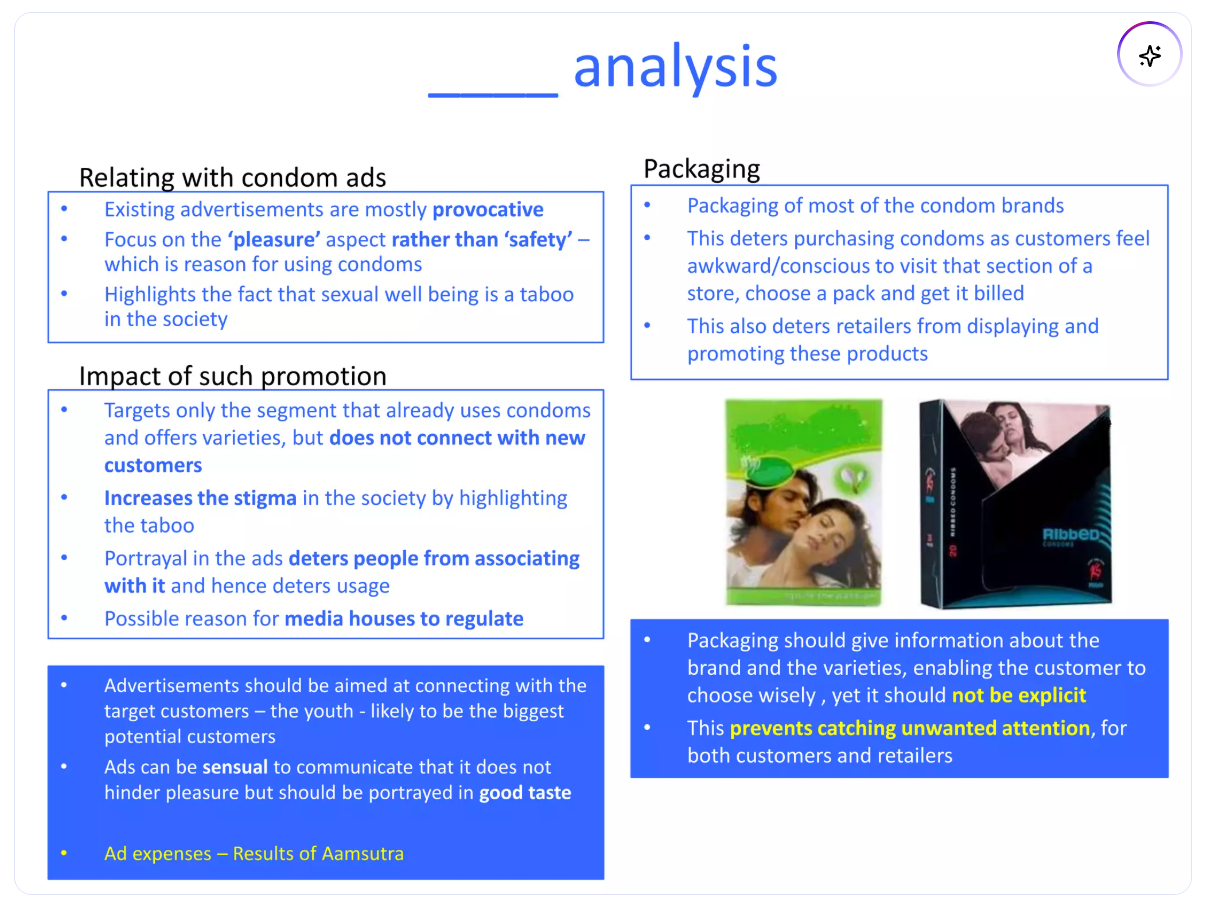 ____ analysis
Relating with condom ads
• Existing advertisements are mostly provocative
• Focus on the ‘pleasure’ aspect rather than ‘safety’ –
which is reason for using condoms
• Highlights the fact that sexual well being is a taboo
in the society
Impact of such promotion
• Targets only the segment that already uses condoms
and offers varieties, but does not connect with new
customers
• Increases the stigma in the society by highlighting
the taboo
• Portrayal in the ads deters people from associating
with it and hence deters usage
• Possible reason for media houses to regulate
• Advertisements should be aimed at connecting with the
target customers – the youth - likely to be the biggest
potential customers
• Ads can be sensual to communicate that it does not
hinder pleasure but should be portrayed in good taste
• Ad expenses – Results of Aamsutra
Packaging
• Packaging of most of the condom brands
• This deters purchasing condoms as customers feel
awkward/conscious to visit that section of a
store, choose a pack and get it billed
• This also deters retailers from displaying and
promoting these products
RIBBED CONDOMS
20
RIbbED
CONDOMS
• Packaging should give information about the
brand and the varieties, enabling the customer to
choose wisely , yet it should not be explicit
• This prevents catching unwanted attention, for
both customers and retailers